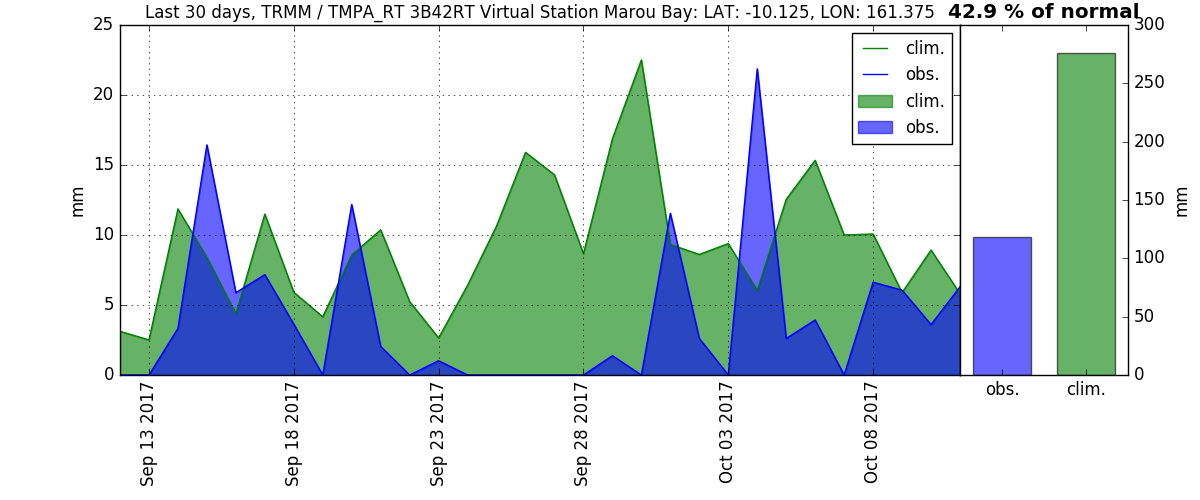 Last 30 days, TRMM / TMPA_RT 3B42RT Virtual Station Marou Bay: LAT: -10.125, LON: 161.375
42.9 % of normal
25
20
15
10
5
0
mm
clim.
obs.
clim.
obs.
300
250
200
150
100
50
0
mm
Sep 13 2017
Sep 18 2017
Sep 23 2017
Sep 28 2017
Oct 03 2017
Oct 08 2017
obs.
clim.